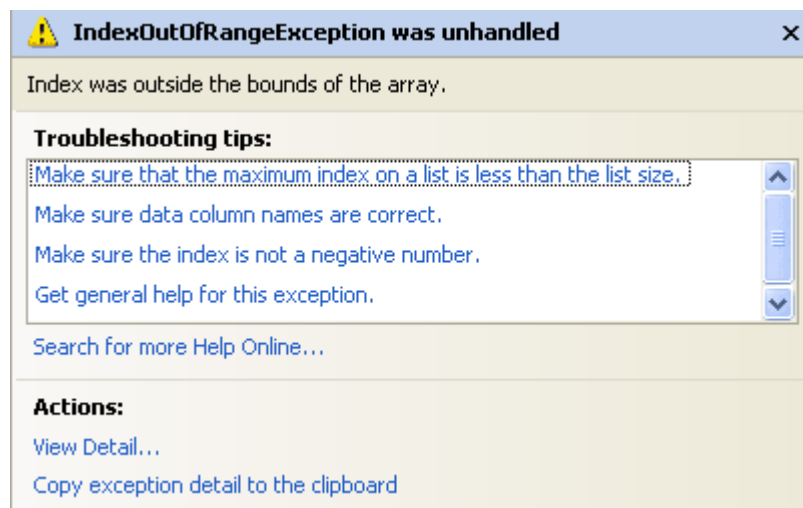 IndexOutOfRangeException was unhandled
Index was outside the bounds of the array.
Troubleshooting tips:
Make sure that the maximum index on a list is less than the list size.
Make sure data column names are correct.
Make sure the index is not a negative number.
Get general help for this exception.
Search for more Help Online...
Actions:
View Detail...
Copy exception detail to the clipboard